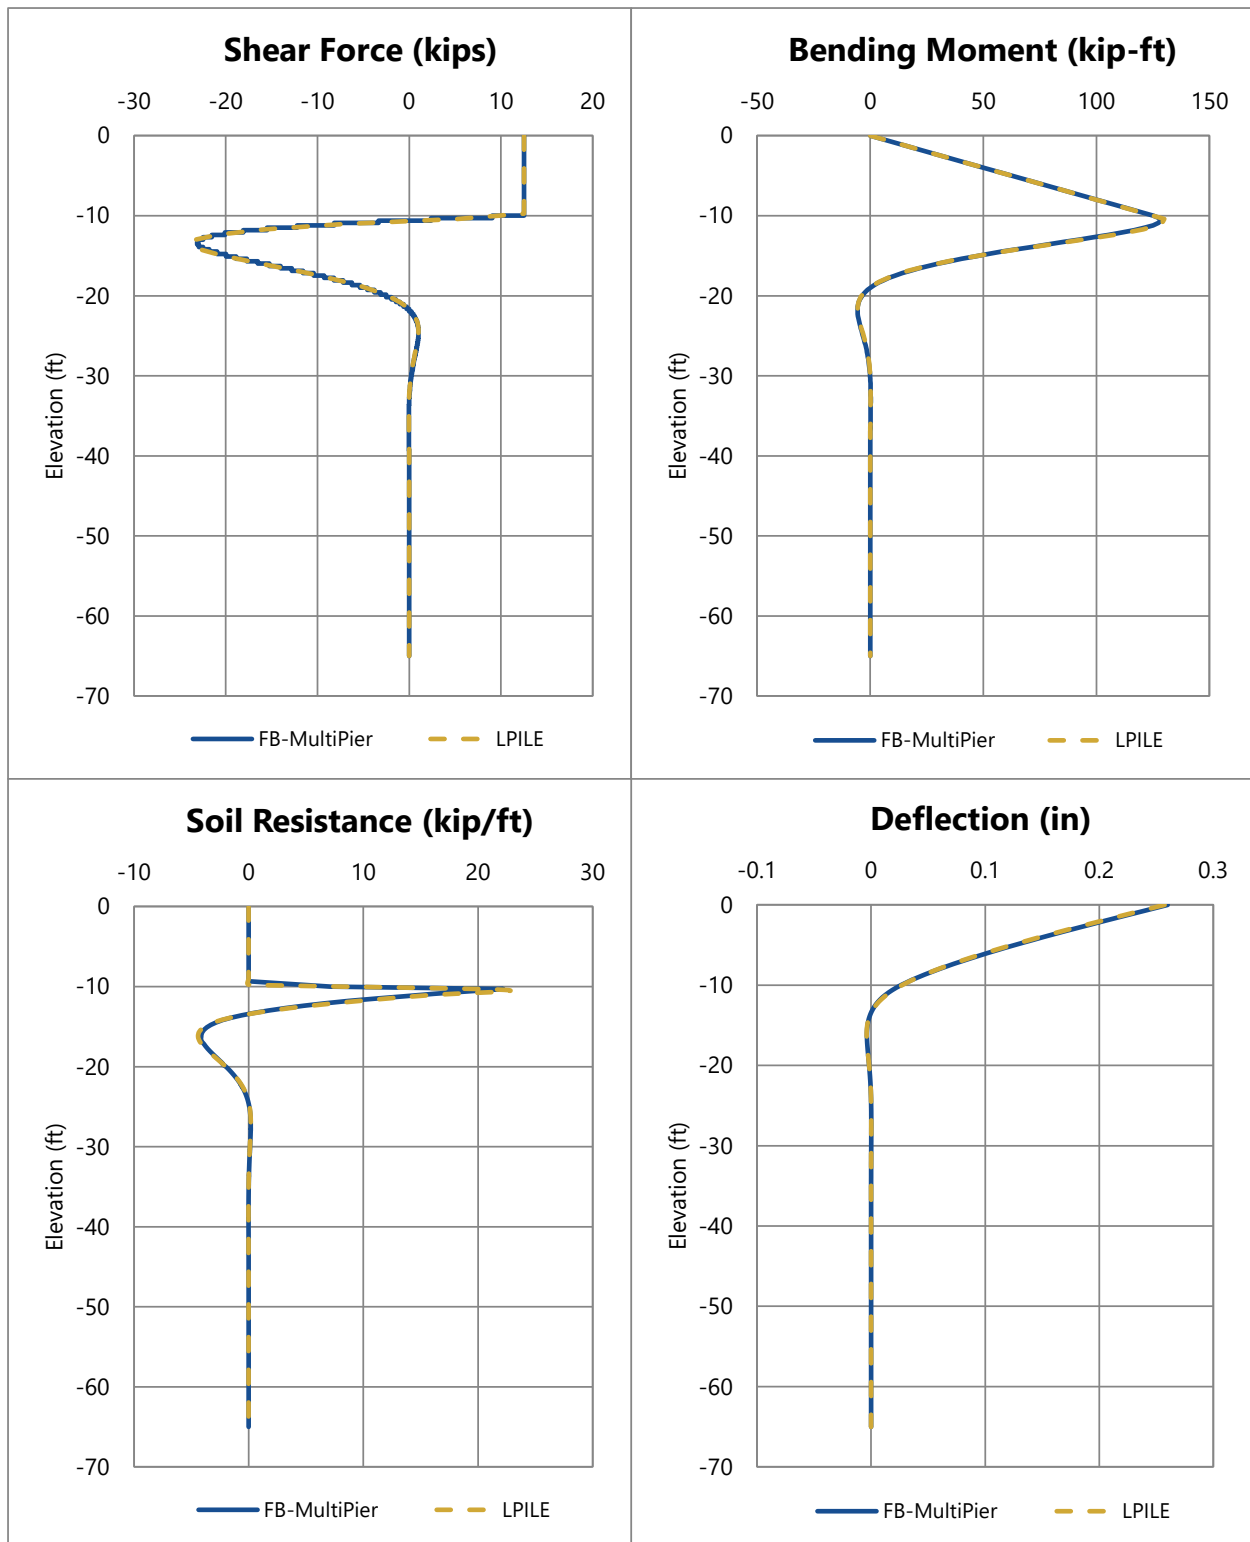 Shear Force (kips)
-30 -20 -10 0 10 20
0
-10
-20
-30
-40
-50
-60
-70
Elevation (ft)
FB-MultiPier LPILE
Bending Moment (kip-ft)
-50 0 50 100 150
0
-10
-20
-30
-40
-50
-60
-70
Elevation (ft)
FB-MultiPier LPILE
Soil Resistance (kip/ft)
-10 0 10 20 30
0
-10
-20
-30
-40
-50
-60
-70
Elevation (ft)
FB-MultiPier LPILE
Deflection (in)
-0.1 0 0.1 0.2 0.3
0
-10
-20
-30
-40
-50
-60
-70
Elevation (ft)
FB-MultiPier LPILE